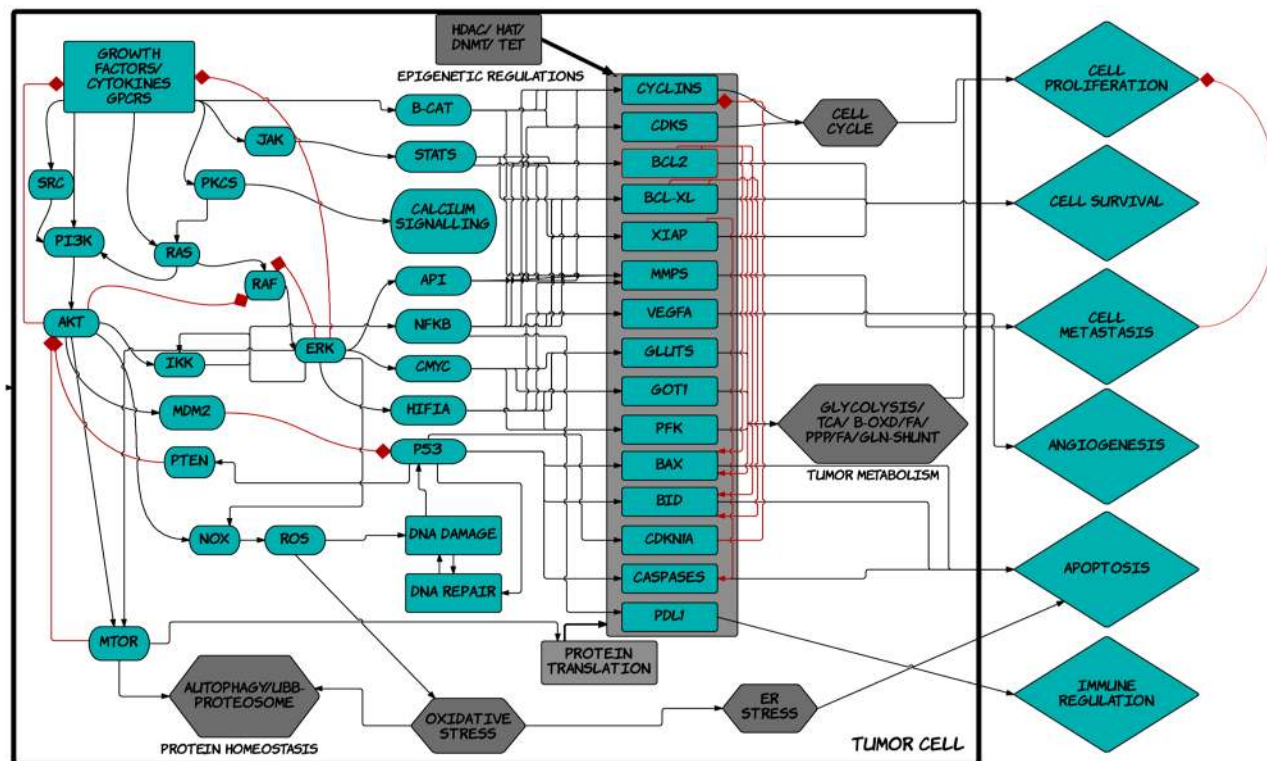 HDAC/ HAT/
DNMT/ TET
EPIGENETIC REGULATIONS
GROWTH
FACTORS/
CYTOKINES
GPCRS
B-CAT
JAK
STATS
SRC
PKCS
CALCIUM
SIGNALLING
PI3K
RAS
RAF
API
AKT
NFKB
IKK
ERK
CMYC
MDM2
HIF1A
PTEN
P53
NOX
ROS
DNA DAMAGE
DNA REPAIR
MTOR
PROTEIN
TRANSLATION
AUTOPHAGY/UBB-
PROTEOSOME
PROTEIN HOMEOSTASIS
OXIDATIVE
STRESS
ER
STRESS
CYCLINS
CDKS
BCL2
BCL-XL
XIAP
MMPS
VEGFA
GLUTS
GOT1
PFK
BAX
BID
CDKN1A
CASPASES
PDL1
CELL
CYCLE
GLYCOLYSIS/
TCA/ B-OXD/FA/
PPP/FA/GLN-SHUNT
TUMOR METABOLISM
TUMOR CELL
CELL
PROLIFERATION
CELL SURVIVAL
CELL
METASTASIS
ANGIOGENESIS
APOPTOSIS
IMMUNE
REGULATION